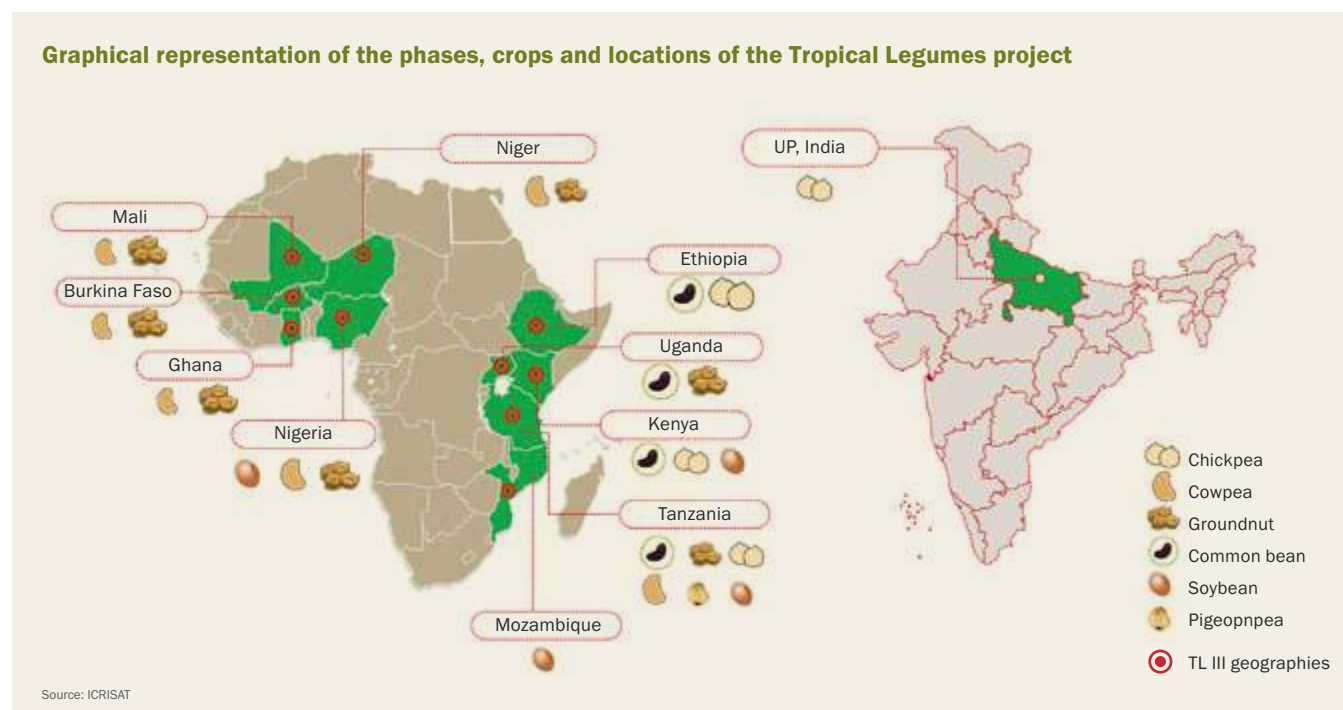 Graphical representation of the phases, crops and locations of the Tropical Legumes project
Niger
UP, India
Mali
Ethiopia
Burkina Faso
Uganda
Ghana
Kenya
Nigeria
Tanzania
Mozambique
Chickpea
Cowpea
Groundnut
Common bean
Soybean
Pigeopnpea
TL III geographies
Source: ICRISAT